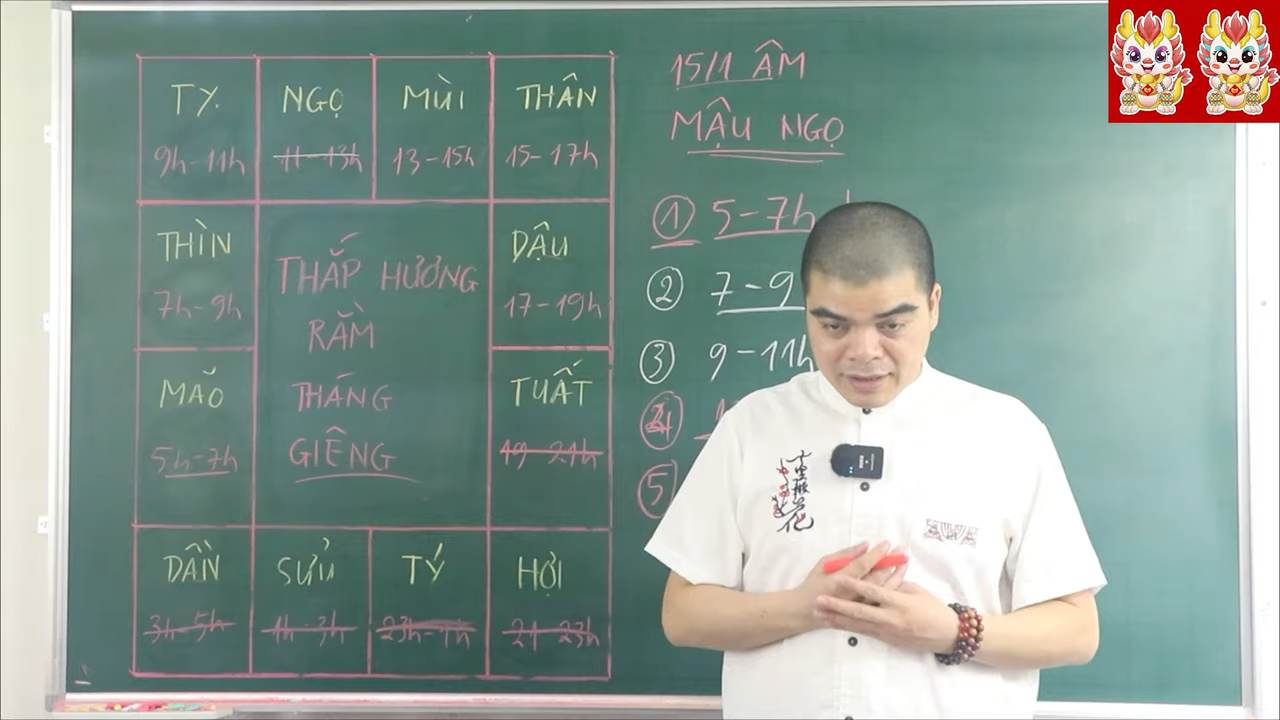 TỴ
NGỌ
MÙI
THÂN
9h-11h
11-13h
13-15h
15-17h
THÌN
7h-9h
THẮP HƯƠNG
RẰM
THÁNG
GIÊNG
DẬU
17-19h
MÃO
5h-7h
TUẤT
19-21h
DẦN
SỬU
TÝ
HỢI
3h-5h
1h-3h
23h-1h
21-23h
15/1 ÂM
MẬU NGỌ
① 5-7h
② 7-9
③ 9-11h
④
⑤